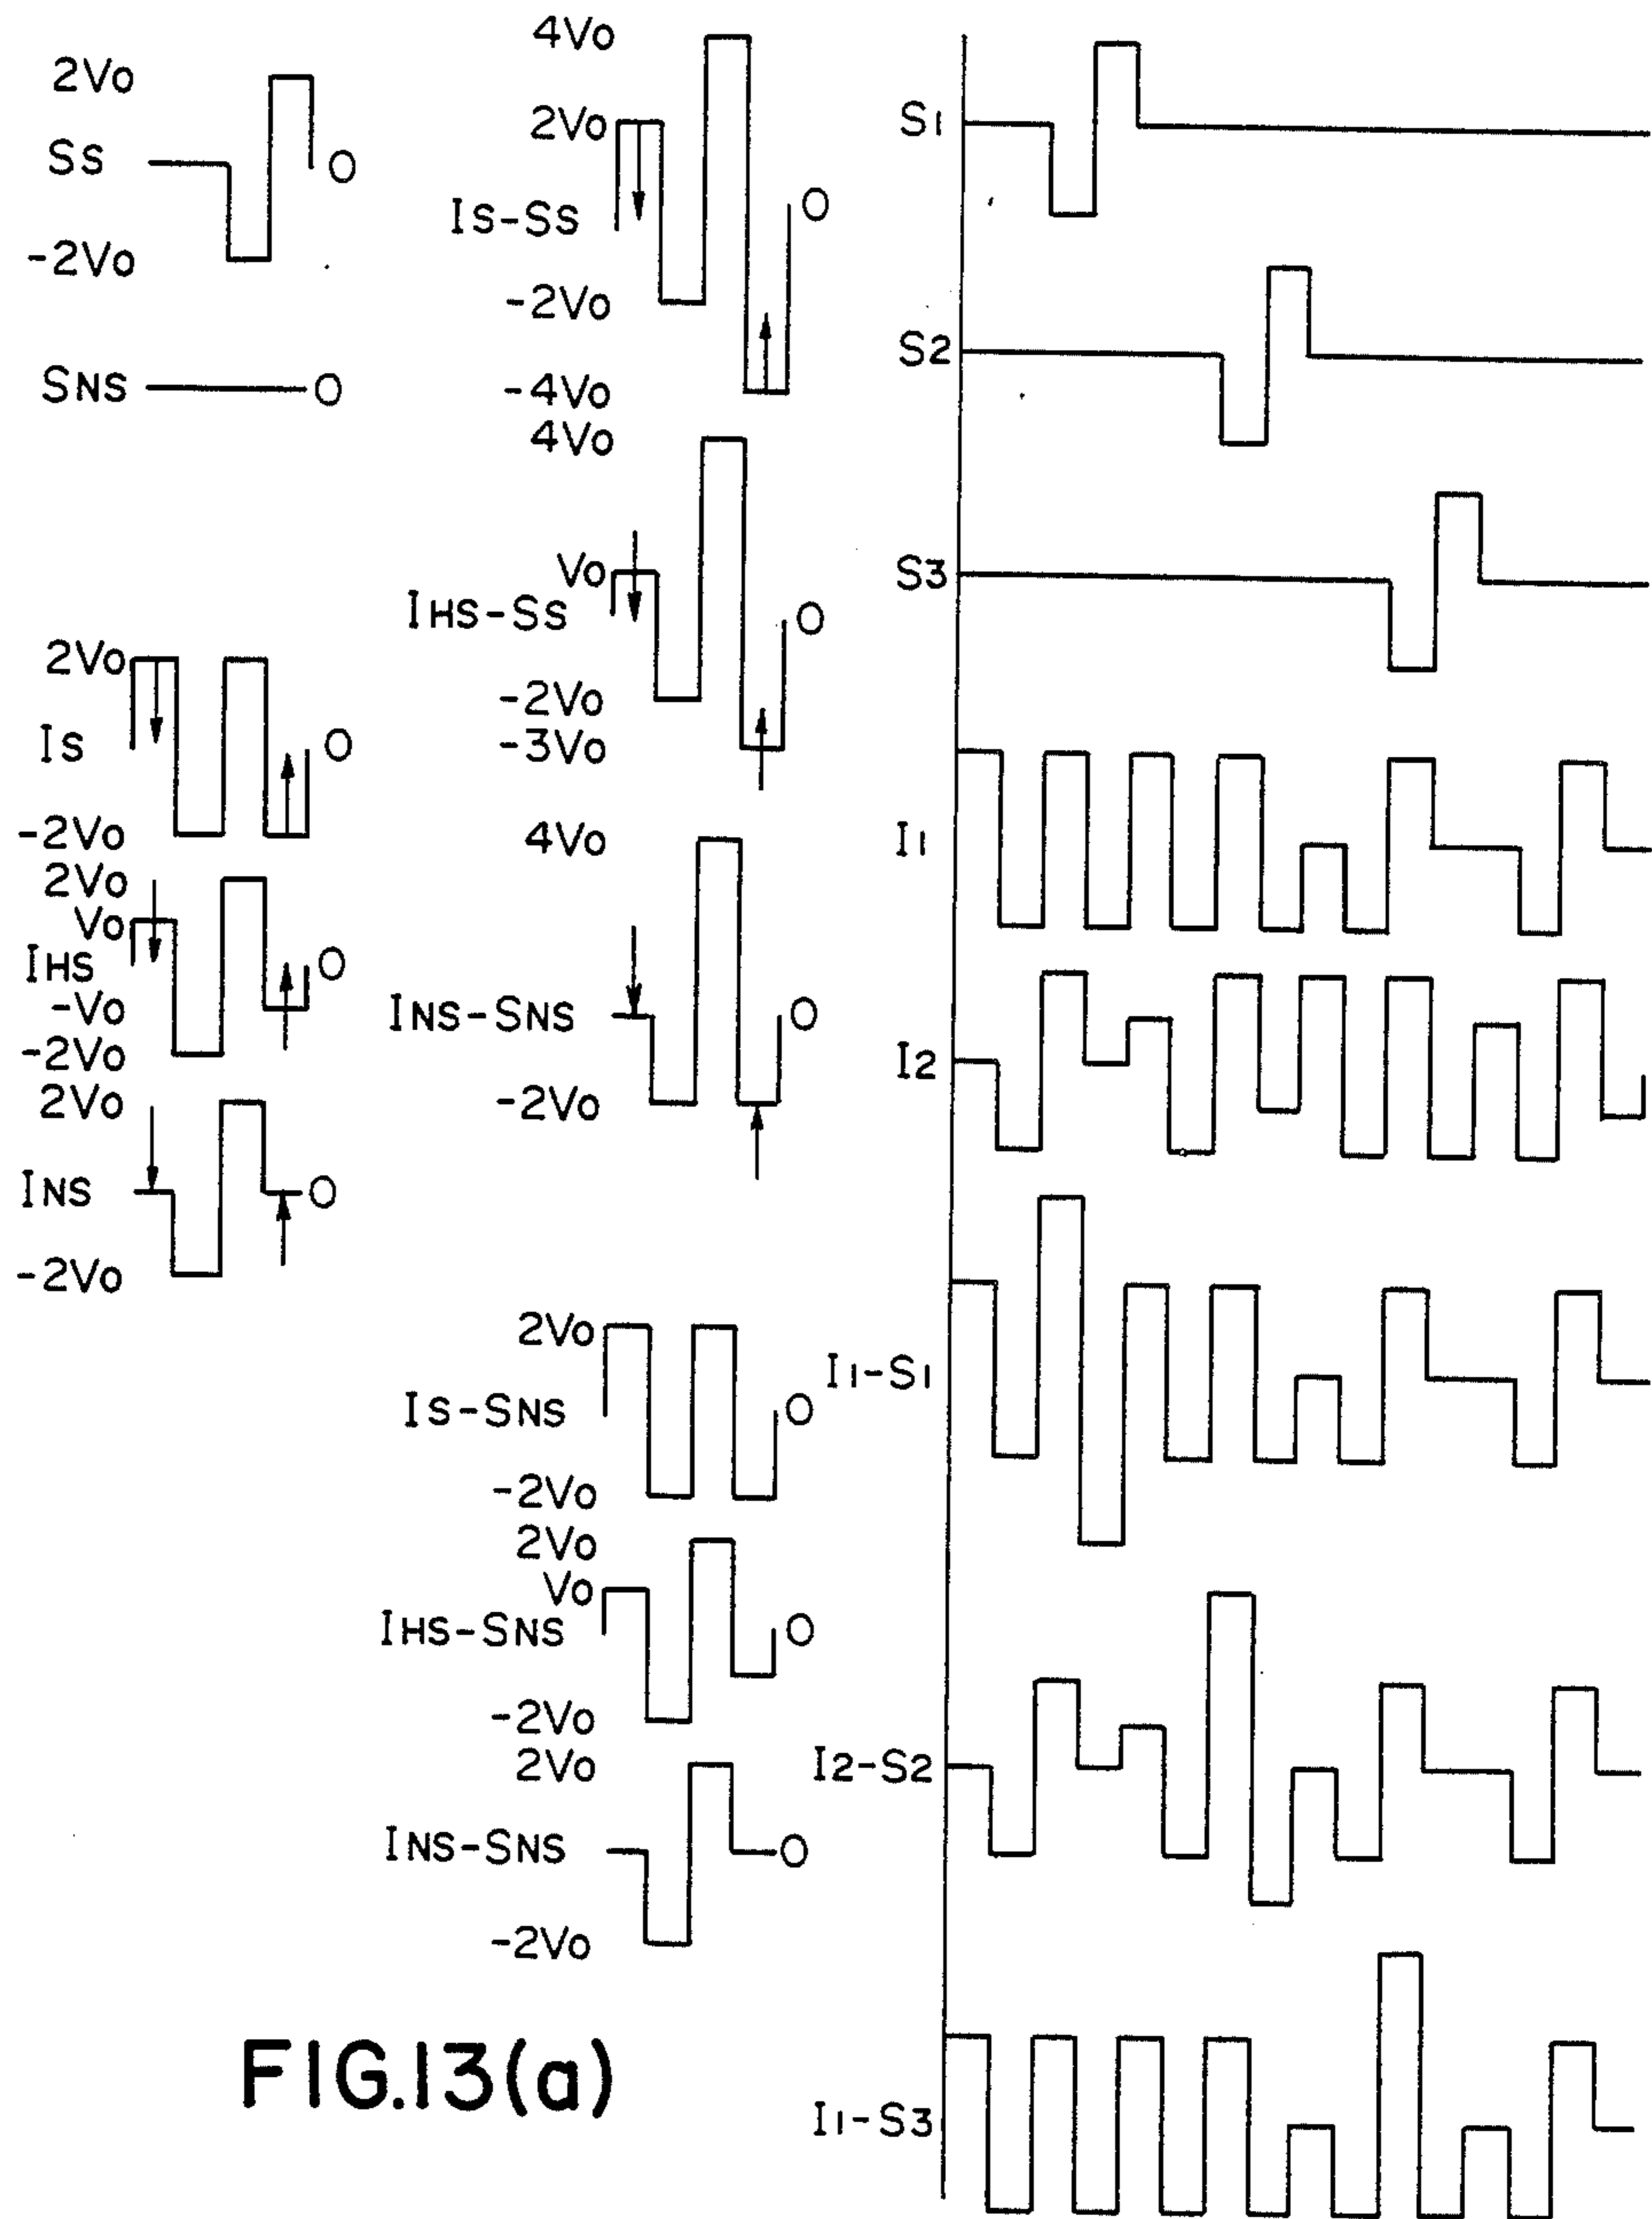 2Vo
Ss
O
-2Vo
SNS
O
2Vo
Is
O
-2Vo
2Vo
Vo
IHS
O
-Vo
-2Vo
2Vo
INS
O
-2Vo
4Vo
2Vo
O
Is-Ss
-2Vo
-4Vo
4Vo
Vo
IHS-Ss
O
-2Vo
-3Vo
4Vo
INS-SNS
O
-2Vo
2Vo
Is-SNS
O
-2Vo
2Vo
Vo
IHS-SNS
O
-2Vo
2Vo
INS-SNS
O
-2Vo
S1
S2
S3
I1
I2
I1-S1
I2-S2
I1-S3
FIG.13(a)